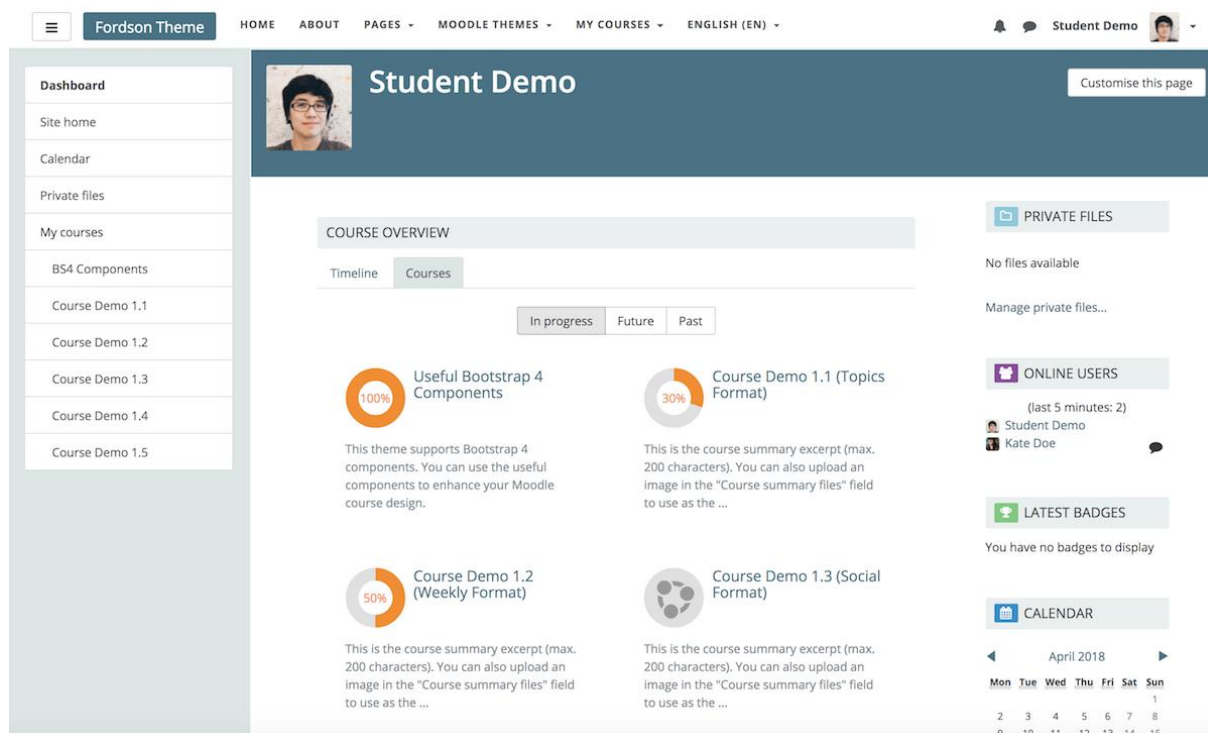 Fordson Theme
HOME ABOUT PAGES MOODLE THEMES MY COURSES ENGLISH (EN)
Student Demo
Dashboard
Site home
Calendar
Private files
My courses
BS4 Components
Course Demo 1.1
Course Demo 1.2
Course Demo 1.3
Course Demo 1.4
Course Demo 1.5
Student Demo
Customise this page
COURSE OVERVIEW
Timeline Courses
In progress Future Past
100%
Useful Bootstrap 4
Components
This theme supports Bootstrap 4
components. You can use the useful
components to enhance your Moodle
course design.
30%
Course Demo 1.1 (Topics
Format)
This is the course summary excerpt (max.
200 characters). You can also upload an
image in the "Course summary files" field
to use as the ...
50%
Course Demo 1.2
(Weekly Format)
This is the course summary excerpt (max.
200 characters). You can also upload an
image in the "Course summary files" field
to use as the ...
Course Demo 1.3 (Social
Format)
This is the course summary excerpt (max.
200 characters). You can also upload an
image in the "Course summary files" field
to use as the ...
PRIVATE FILES
No files available
Manage private files...
ONLINE USERS
(last 5 minutes: 2)
Student Demo
Kate Doe
LATEST BADGES
You have no badges to display
CALENDAR
April 2018
Mon Tue Wed Thu Fri Sat Sun
1
2 3 4 5 6 7 8
9 10 11 12 13 14 15